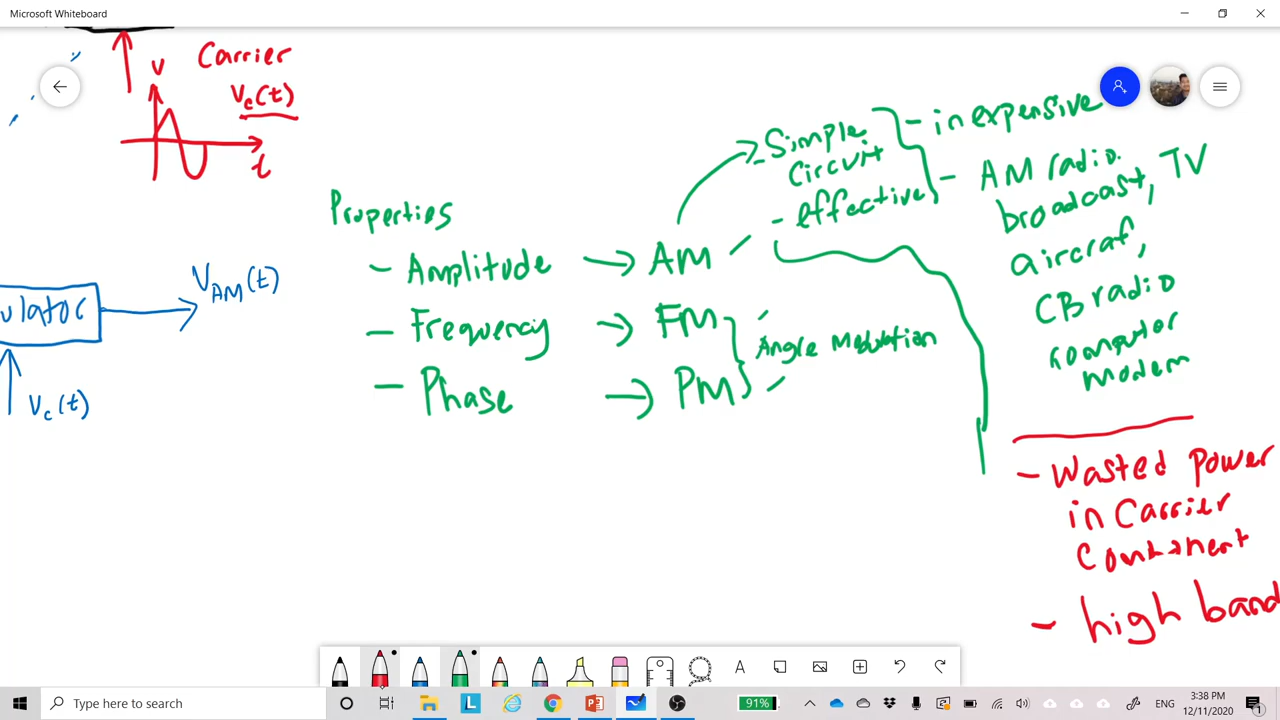 Microsoft Whiteboard
Carrier
v
Vc(t)
t
ulator
VAM(t)
Vc(t)
Properties
- Amplitude → AM
- Frequency → FM
- Phase → PM
Angle Modulation
- Simple
Circuit
- effective
- inexpensive
- AM radio
broadcast, TV
aircraf,
CB radio
computer
modem
- Wasted power
in Carrier
Component
- high band
A
Type here to search
L
91%
ENG
3:38 PM
12/11/2020
1